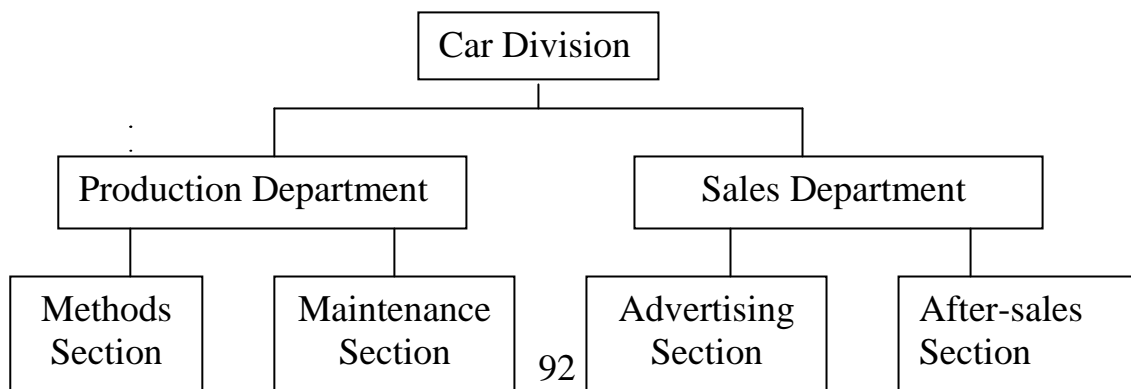 Car Division
Production Department
Sales Department
Methods
Section
Maintenance
Section
Advertising
Section
After-sales
Section
92